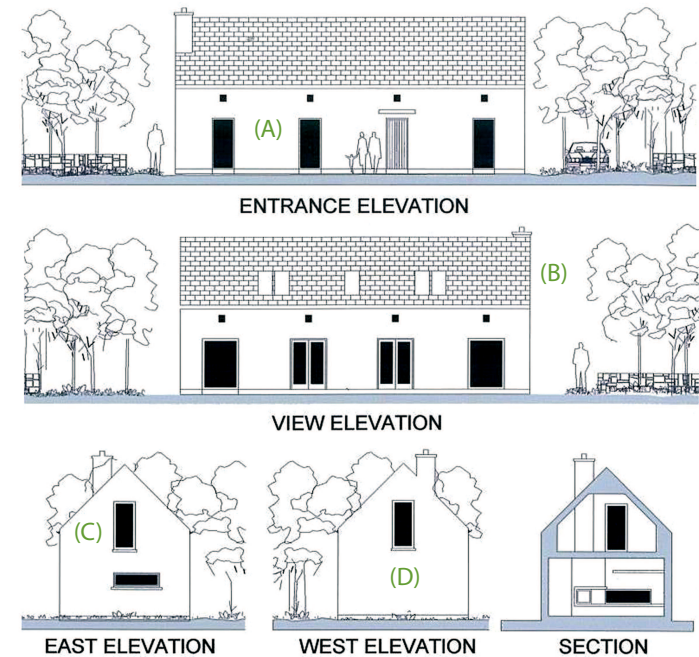 (A)
ENTRANCE ELEVATION
(B)
VIEW ELEVATION
(C)
(D)
EAST ELEVATION
WEST ELEVATION
SECTION